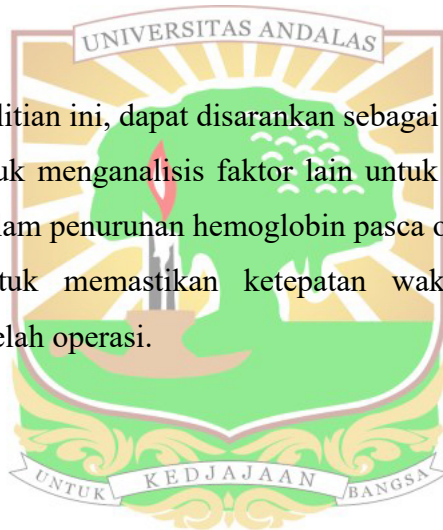 UNIVERSITAS ANDALAS
litian ini, dapat disarankan sebagai
uk menganalisis faktor lain untuk
lam penurunan hemoglobin pasca o
tuk memastikan ketepatan wak
elah operasi.
UNTUK KEDJAJAAN BANGSA